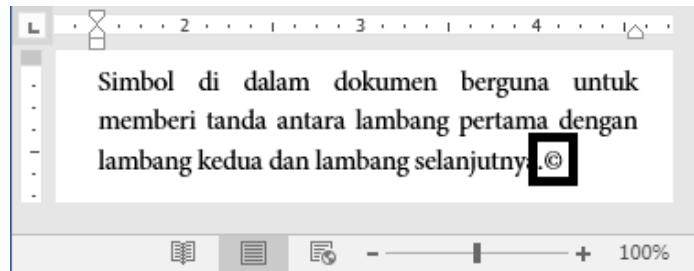 L 2 3 4
Simbol di dalam dokumen berguna untuk
memberi tanda antara lambang pertama dengan
lambang kedua dan lambang selanjutnya.©
- + 100%